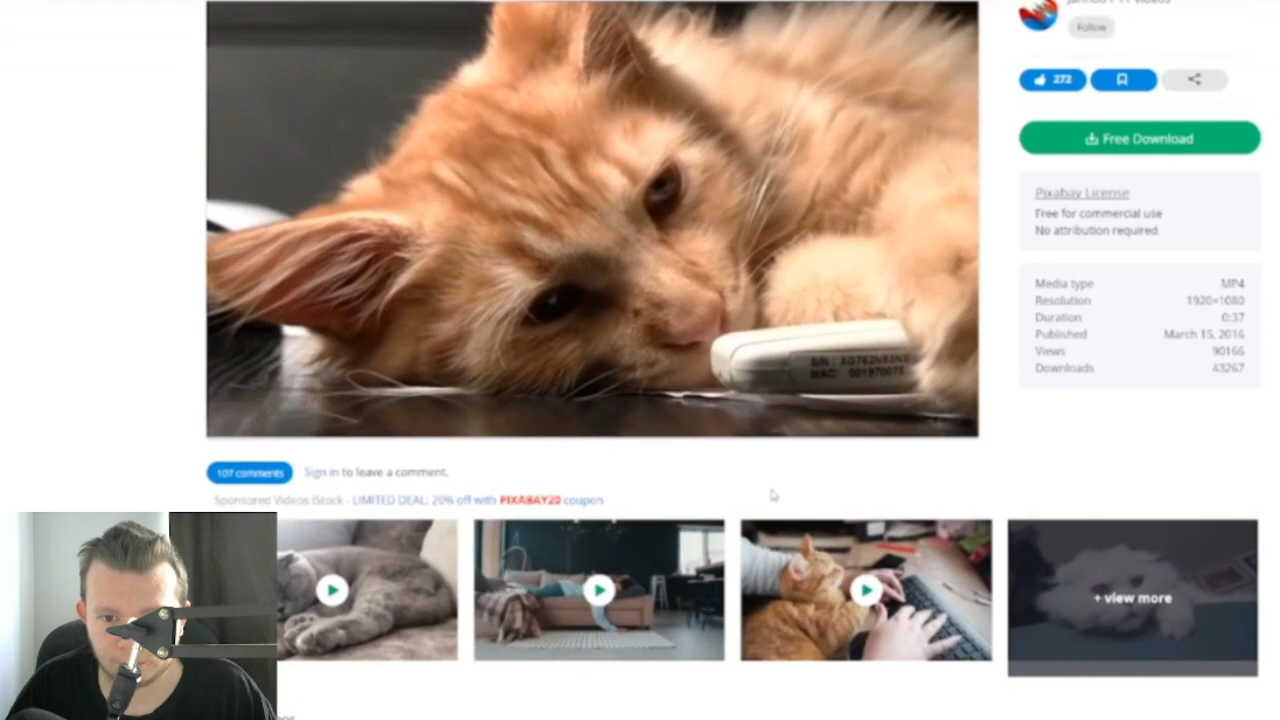 Follow
272
Free Download
Pixabay License
Free for commercial use
No attribution required
Media type MP4
Resolution 1920×1080
Duration 0:37
Published March 15, 2016
Views 90166
Downloads 43267
107 comments
Sign in to leave a comment.
Sponsored Videos iStock - LIMITED DEAL: 20% off with PIXABAY20 coupon
+ view more